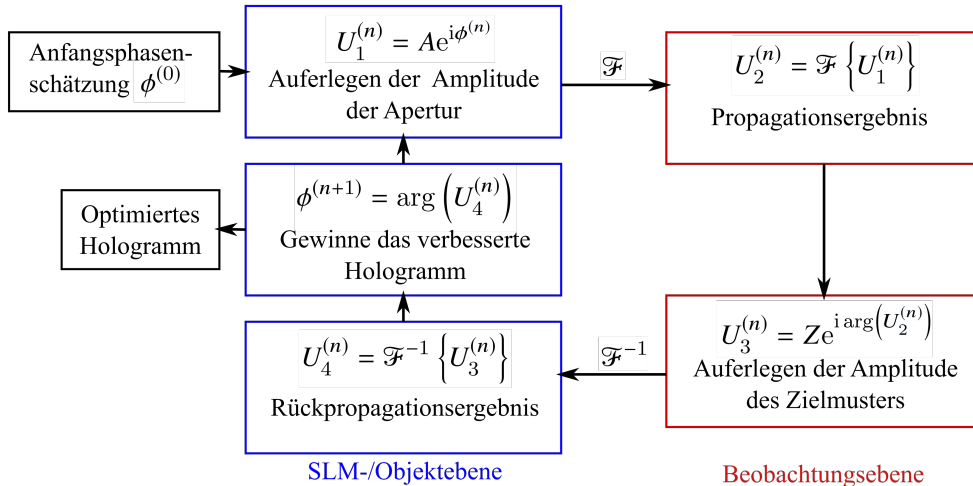 Anfangsphasen-
schätzung ϕ^(0)
U_1^(n) = Ae^{iϕ^(n)}
Auferlegen der Amplitude
der Apertur
ℱ
U_2^(n) = ℱ {U_1^(n)}
Propagationsergebnis
ϕ^(n+1) = arg (U_4^(n))
Gewinne das verbesserte
Hologramm
Optimiertes
Hologramm
U_4^(n) = ℱ^−1 {U_3^(n)}
Rückpropagationsergebnis
ℱ^−1
U_3^(n) = Ze^{i arg(U_2^(n))}
Auferlegen der Amplitude
des Zielmusters
SLM-/Objektebene
Beobachtungsebene